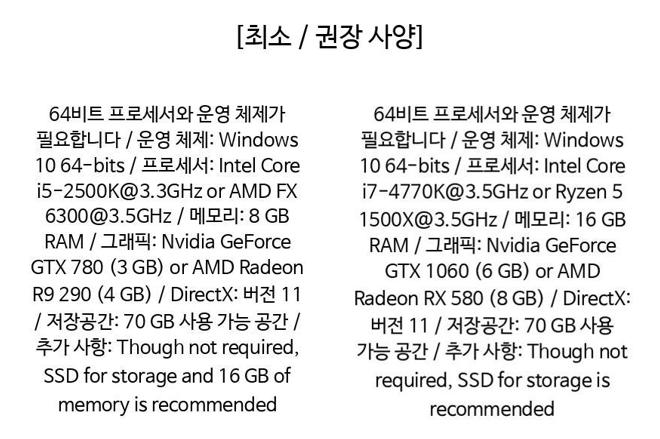 [최소 / 권장 사양]
64비트 프로세서와 운영 체제가
필요합니다 / 운영 체제: Windows
10 64-bits / 프로세서: Intel Core
i5-2500K@3.3GHz or AMD FX
6300@3.5GHz / 메모리: 8 GB
RAM / 그래픽: Nvidia GeForce
GTX 780 (3 GB) or AMD Radeon
R9 290 (4 GB) / DirectX: 버전 11
/ 저장공간: 70 GB 사용 가능 공간 /
추가 사항: Though not required,
SSD for storage and 16 GB of
memory is recommended
64비트 프로세서와 운영 체제가
필요합니다 / 운영 체제: Windows
10 64-bits / 프로세서: Intel Core
i7-4770K@3.5GHz or Ryzen 5
1500X@3.5GHz / 메모리: 16 GB
RAM / 그래픽: Nvidia GeForce
GTX 1060 (6 GB) or AMD
Radeon RX 580 (8 GB) / DirectX:
버전 11 / 저장공간: 70 GB 사용
가능 공간 / 추가 사항: Though not
required, SSD for storage is
recommended